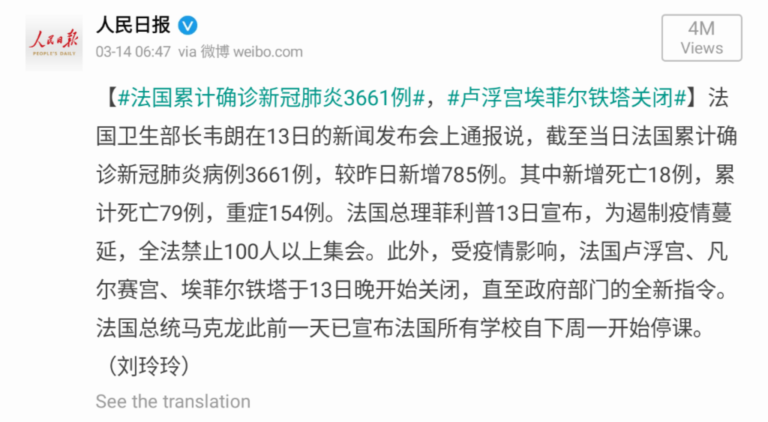 人民日报
人民日报
PEOPLE'S DAILY
03-14 06:47 via 微博 weibo.com
4M
Views
【#法国累计确诊新冠肺炎3661例#，#卢浮宫埃菲尔铁塔关闭#】法
国卫生部长韦朗在13日的新闻发布会上通报说，截至当日法国累计确
诊新冠肺炎病例3661例，较昨日新增785例。其中新增死亡18例，累
计死亡79例，重症154例。法国总理菲利普13日宣布，为遏制疫情蔓
延，全法禁止100人以上集会。此外，受疫情影响，法国卢浮宫、凡
尔赛宫、埃菲尔铁塔于13日晚开始关闭，直至政府部门的全新指令。
法国总统马克龙此前一天已宣布法国所有学校自下周一开始停课。
（刘玲玲）
See the translation